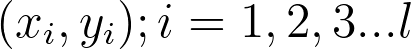 (x_i, y_i); i = 1, 2, 3...l